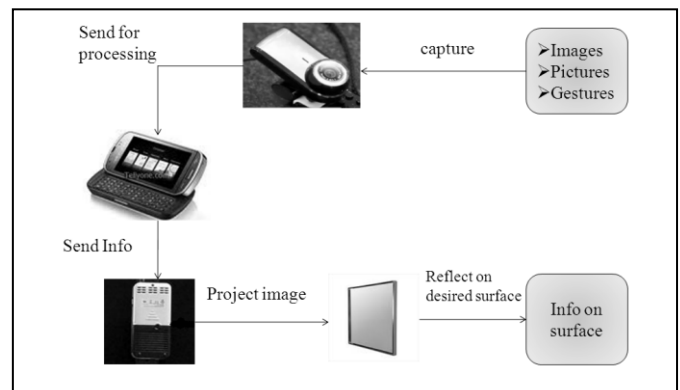 Send for
processing
capture
➢Images
➢Pictures
➢Gestures
Send Info
Project image
Reflect on
desired surface
Info on
surface